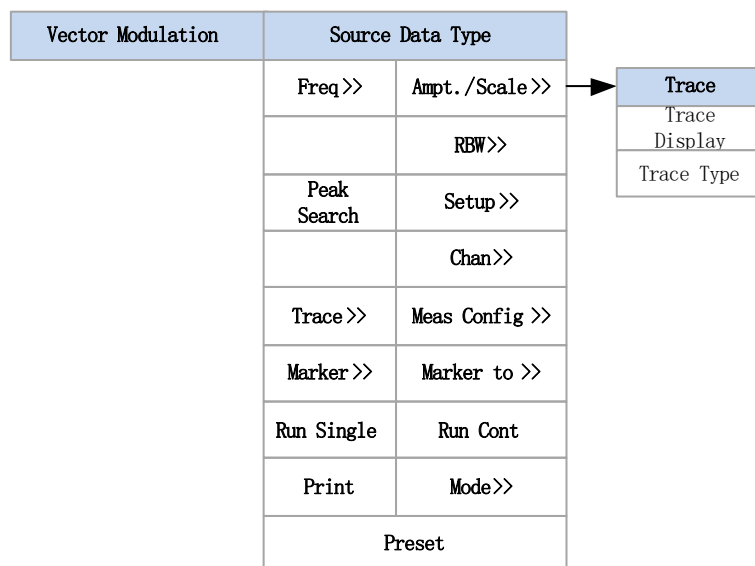 Vector Modulation
Source Data Type
Freq>>
Ampt./Scale>>
Trace
Trace
Display
Trace Type
RBW>>
Peak
Search
Setup>>
Chan>>
Trace>>
Meas Config >>
Marker>>
Marker to >>
Run Single
Run Cont
Print
Mode>>
Preset